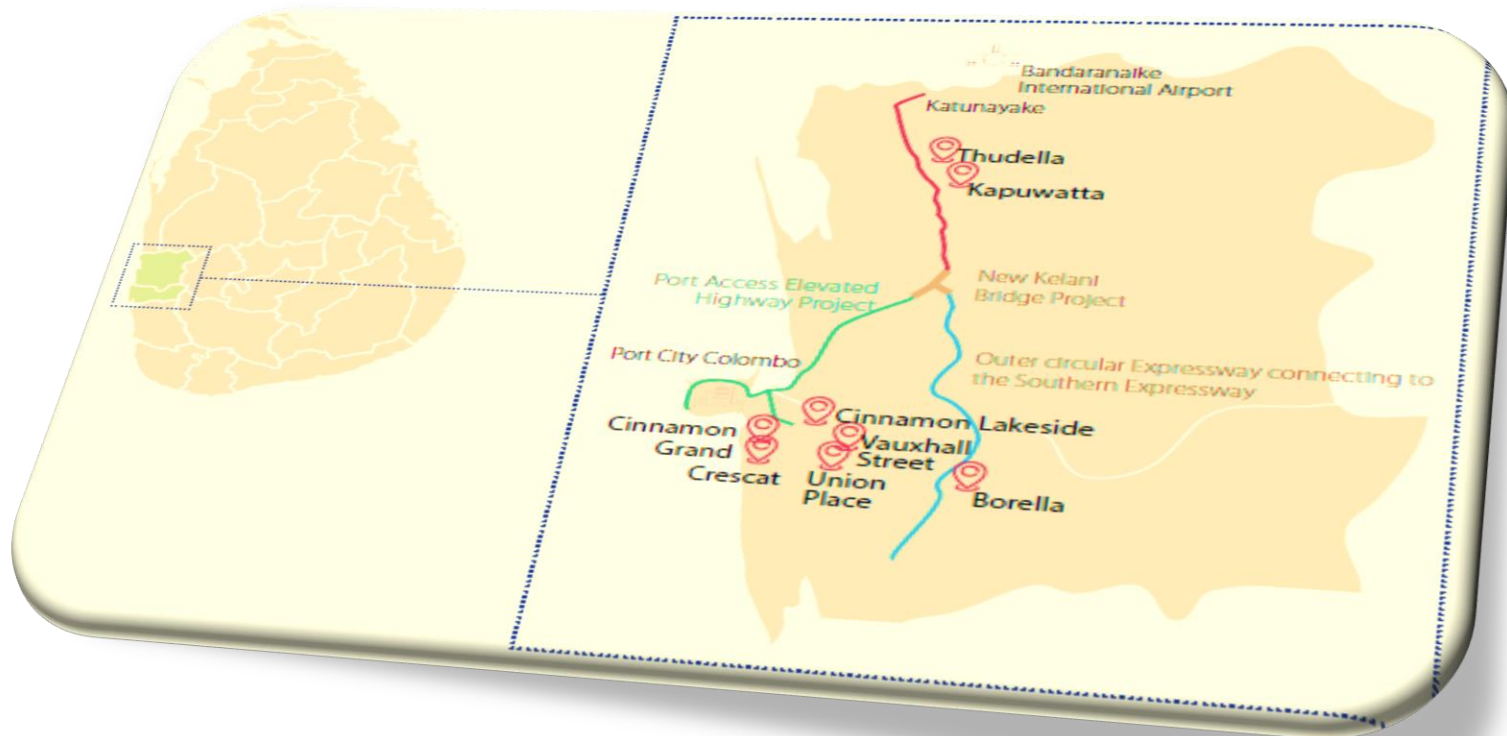 Bandaranaike
International Airport
Katunayake
Thudella
Kapuwatta
Port Access Elevated
Highway Project
New Kelani
Bridge Project
Port City Colombo
Outer circular Expressway connecting to
the Southern Expressway
Cinnamon
Grand
Crescat
Cinnamon Lakeside
Vauxhall
Street
Union
Place
Borella